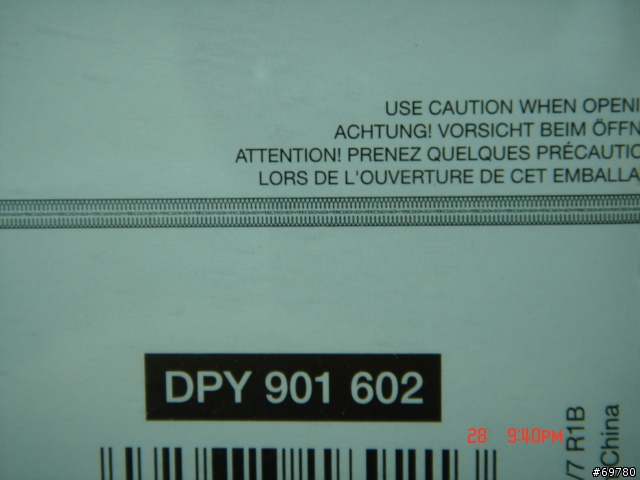 USE CAUTION WHEN OPENI
ACHTUNG! VORSICHT BEIM ÖFFN
ATTENTION! PRENEZ QUELQUES PRÉCAUTIO
LORS DE L'OUVERTURE DE CET EMBALLA
DPY 901 602
28 9:40PM
/7 R1B
China
#69780